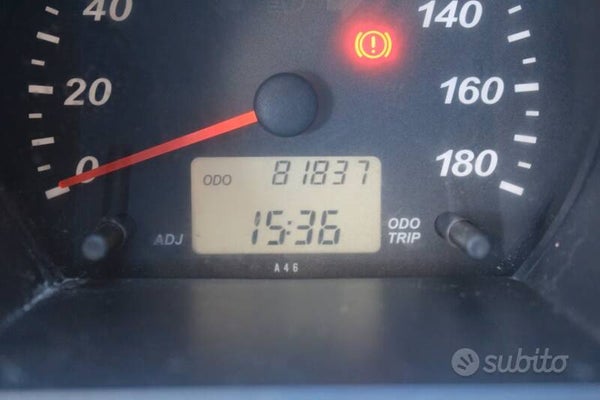 40
20
0
140
160
180
ODO 81837
15:36
ADJ
ODO
TRIP
A46
subito